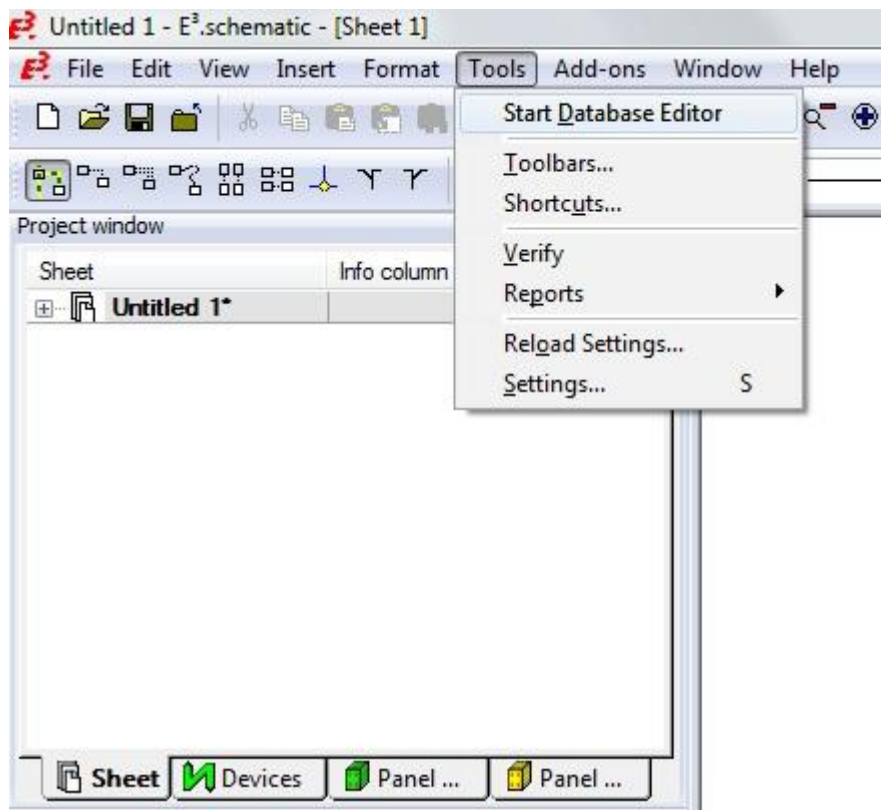 Untitled 1 - E³.schematic - [Sheet 1]
File Edit View Insert Format Tools Add-ons Window Help
Start Database Editor
Toolbars...
Shortcuts...
Project window
Verify
Sheet Info column
Reports
Untitled 1*
Reload Settings...
Settings... S
Sheet Devices Panel ... Panel ...